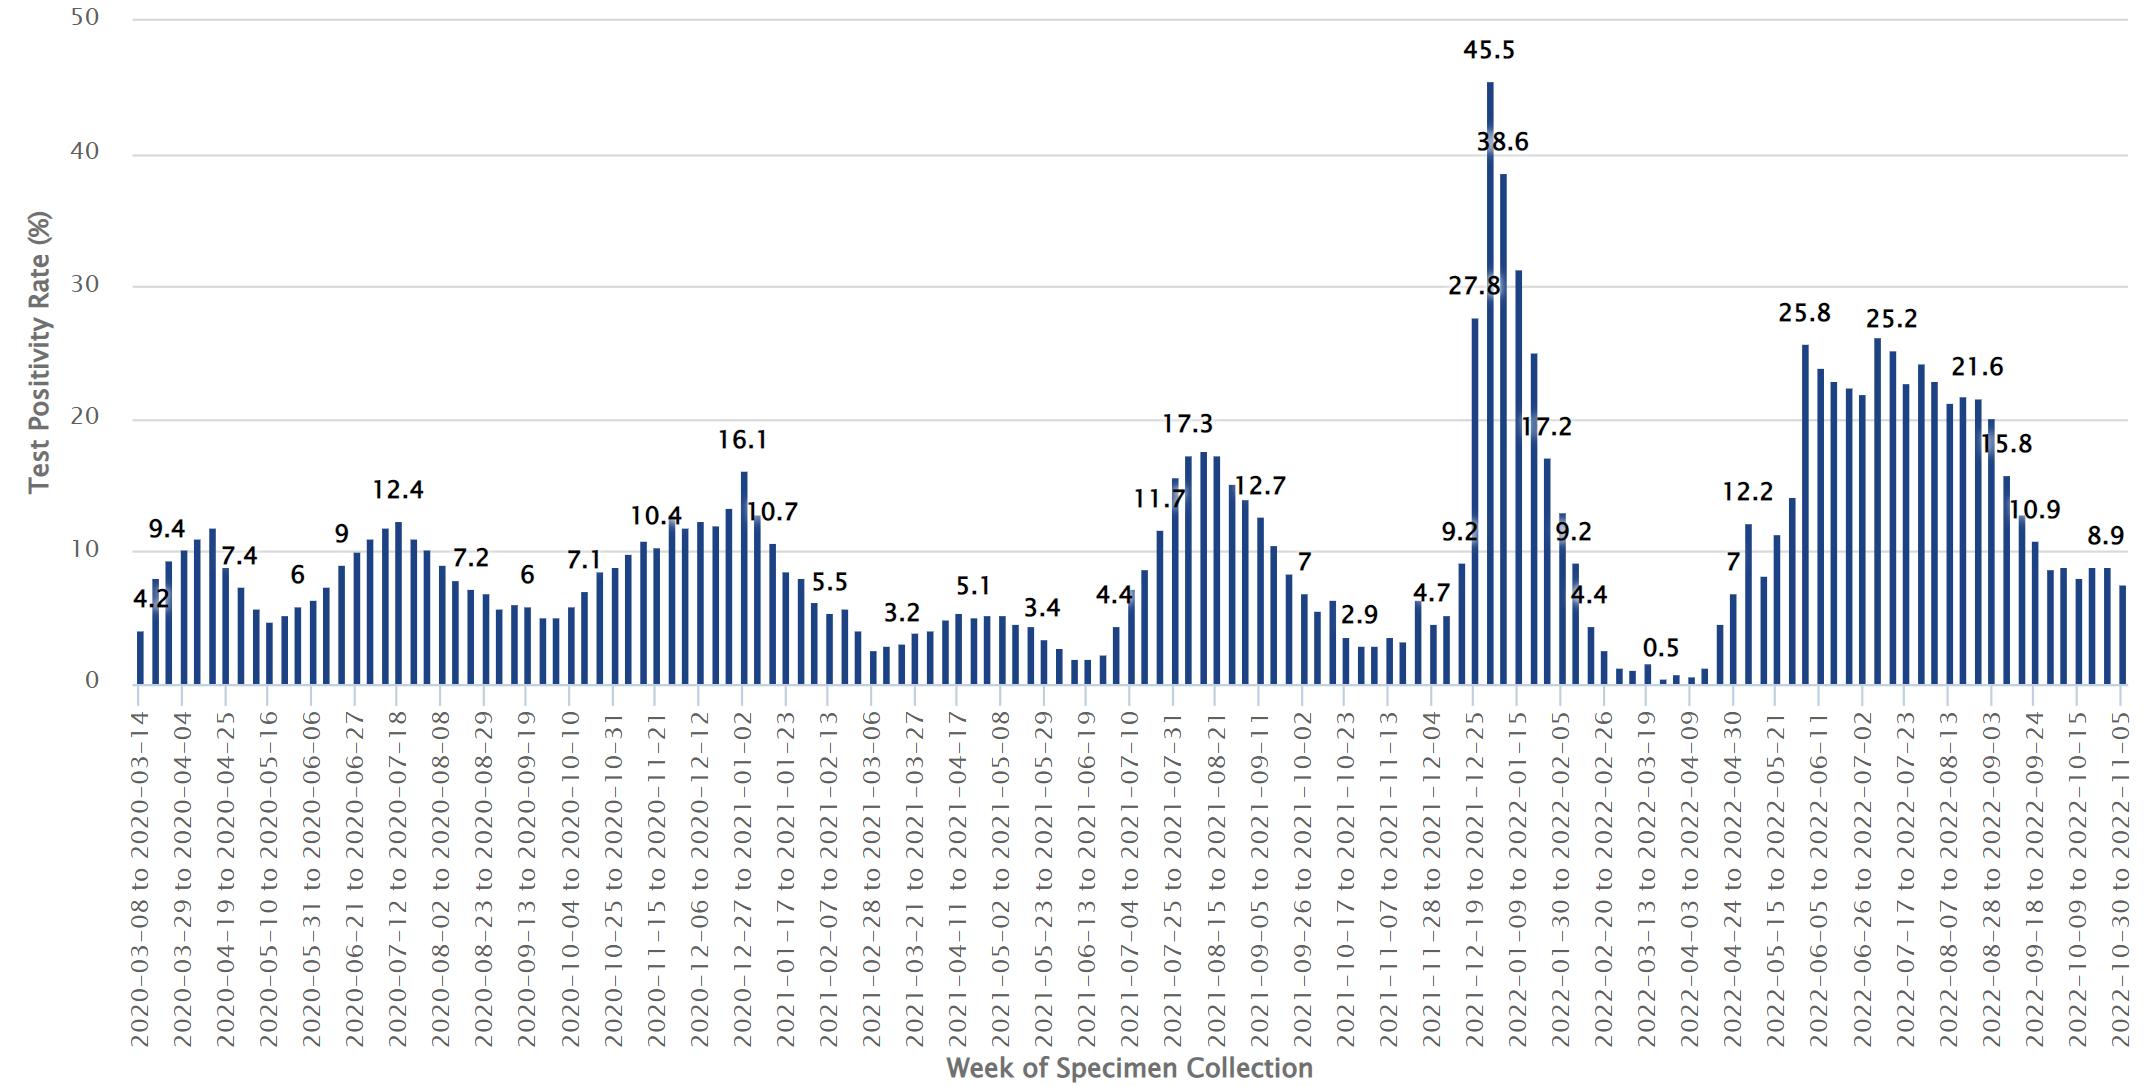 50
40
30
20
10
0
Test Positivity Rate (%)
4.2
9.4
7.4
6
9
12.4
7.2
6
7.1
10.4
16.1
10.7
5.5
3.2
5.1
3.4
4.4
11.7
17.3
12.7
7
2.9
4.7
9.2
27.8
45.5
38.6
17.2
9.2
4.4
0.5
7
12.2
25.8
25.2
21.6
15.8
10.9
8.9
2020-03-08 to 2020-03-14
2020-03-29 to 2020-04-04
2020-04-19 to 2020-04-25
2020-05-10 to 2020-05-16
2020-05-31 to 2020-06-06
2020-06-21 to 2020-06-27
2020-07-12 to 2020-07-18
2020-08-02 to 2020-08-08
2020-08-23 to 2020-08-29
2020-09-13 to 2020-09-19
2020-10-04 to 2020-10-10
2020-10-25 to 2020-10-31
2020-11-15 to 2020-11-21
2020-12-06 to 2020-12-12
2020-12-27 to 2021-01-02
2021-01-17 to 2021-01-23
2021-02-07 to 2021-02-13
2021-02-28 to 2021-03-06
2021-03-21 to 2021-03-27
2021-04-11 to 2021-04-17
2021-05-02 to 2021-05-08
2021-05-23 to 2021-05-29
2021-06-13 to 2021-06-19
2021-07-04 to 2021-07-10
2021-07-25 to 2021-07-31
2021-08-15 to 2021-08-21
2021-09-05 to 2021-09-11
2021-09-26 to 2021-10-02
2021-10-17 to 2021-10-23
2021-11-07 to 2021-11-13
2021-11-28 to 2021-12-04
2021-12-19 to 2021-12-25
2022-01-09 to 2022-01-15
2022-01-30 to 2022-02-05
2022-02-20 to 2022-02-26
2022-03-13 to 2022-03-19
2022-04-03 to 2022-04-09
2022-04-24 to 2022-04-30
2022-05-15 to 2022-05-21
2022-06-05 to 2022-06-11
2022-06-26 to 2022-07-02
2022-07-17 to 2022-07-23
2022-08-07 to 2022-08-13
2022-08-28 to 2022-09-03
2022-09-18 to 2022-09-24
2022-10-09 to 2022-10-15
2022-10-30 to 2022-11-05
Week of Specimen Collection